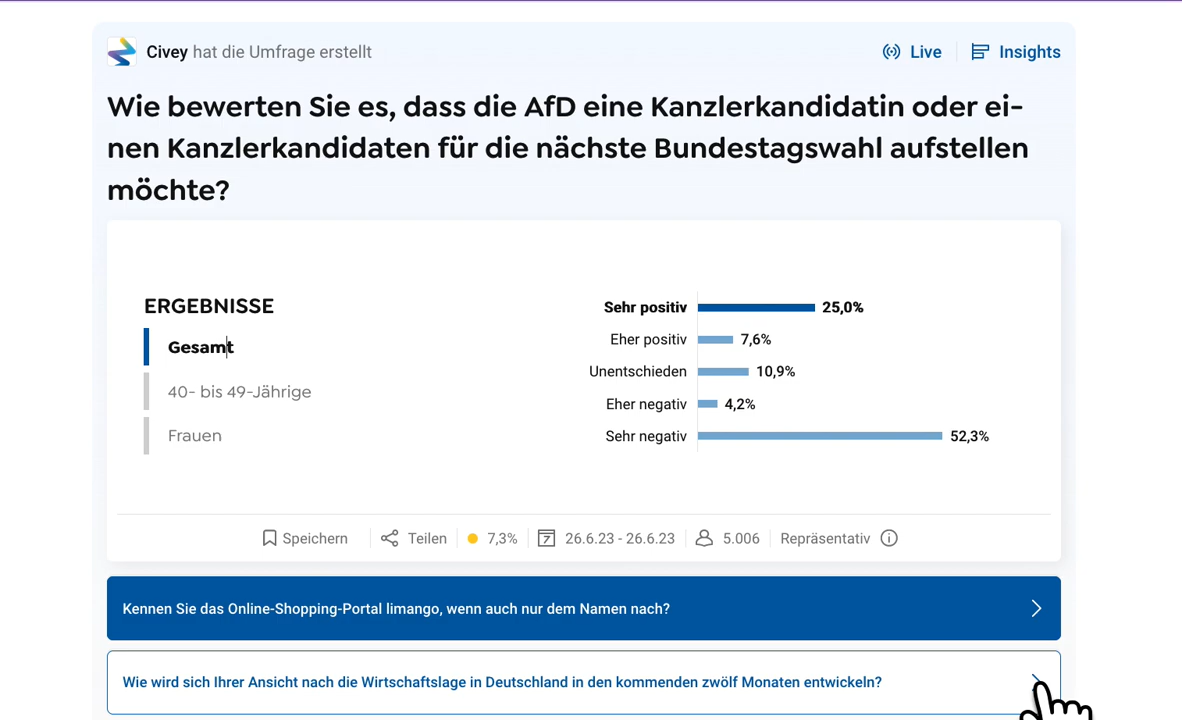 Civey hat die Umfrage erstellt
Live
Insights
Wie bewerten Sie es, dass die AfD eine Kanzlerkandidatin oder ei-
nen Kanzlerkandidaten für die nächste Bundestagswahl aufstellen
möchte?
ERGEBNISSE
Gesamt
40- bis 49-Jährige
Frauen
Sehr positiv 25,0%
Eher positiv 7,6%
Unentschieden 10,9%
Eher negativ 4,2%
Sehr negativ 52,3%
Speichern Teilen 7,3% 7 26.6.23 - 26.6.23 5.006 Repräsentativ
Kennen Sie das Online-Shopping-Portal limango, wenn auch nur dem Namen nach?
Wie wird sich Ihrer Ansicht nach die Wirtschaftslage in Deutschland in den kommenden zwölf Monaten entwickeln?